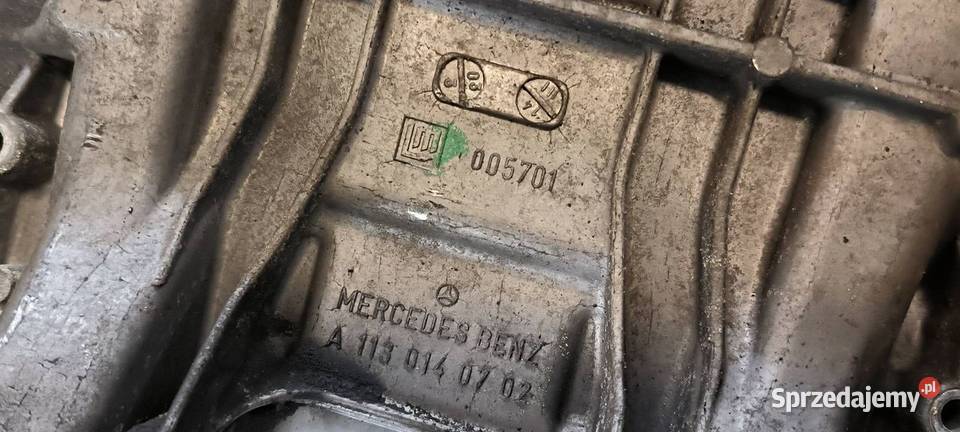 005701
MERCEDES BENZ
A 113 014 07 02
Sprzedajemy.pl